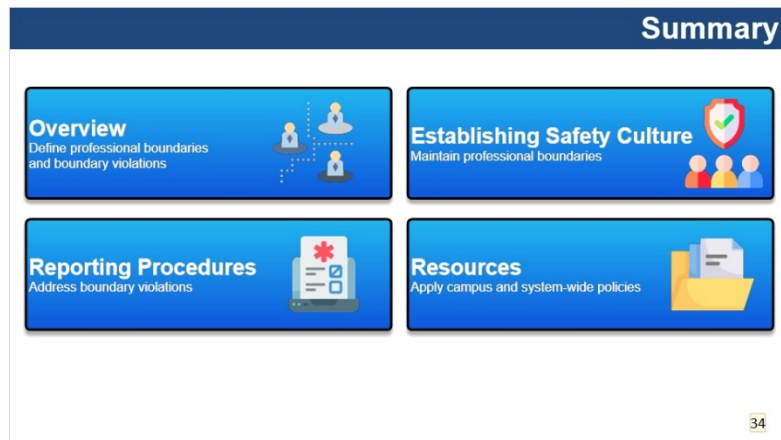 Summary
Overview
Define professional boundaries
and boundary violations
Establishing Safety Culture
Maintain professional boundaries
Reporting Procedures
Address boundary violations
Resources
Apply campus and system-wide policies
34